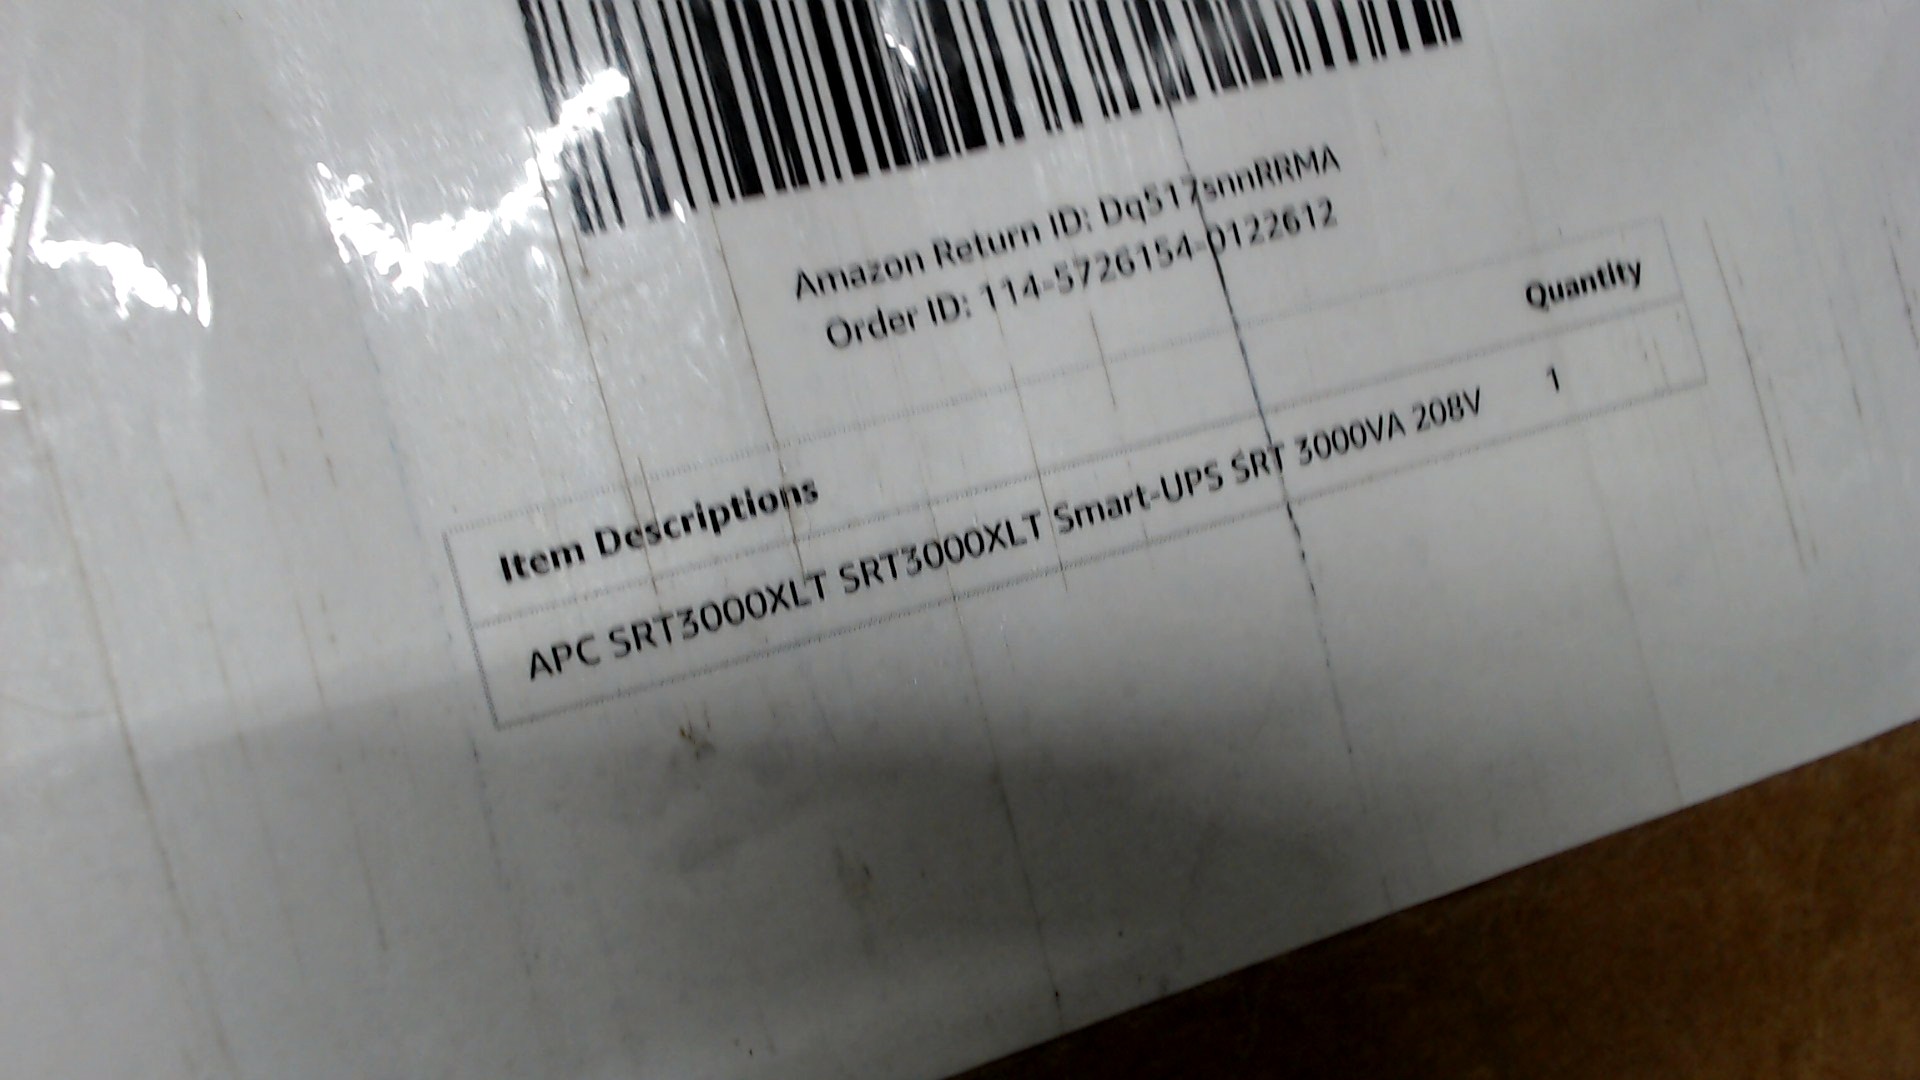 Amazon Return ID: Dq517snnRRMA
Order ID: 114-5726154-0122612
Item Descriptions Quantity
APC SRT3000XLT SRT3000XLT Smart-UPS SRT 3000VA 208V 1